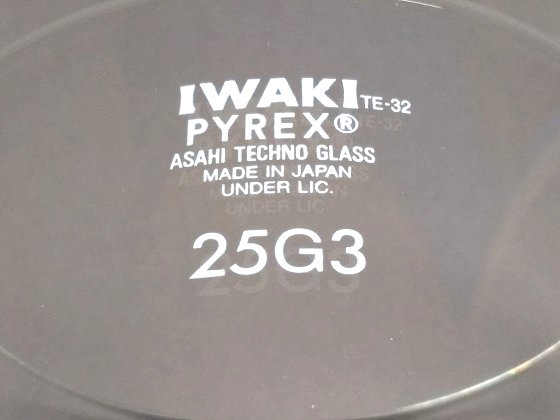 IWAKI TE-32
PYREX®
ASAHI TECHNO GLASS
MADE IN JAPAN
UNDER LIC.
25G3